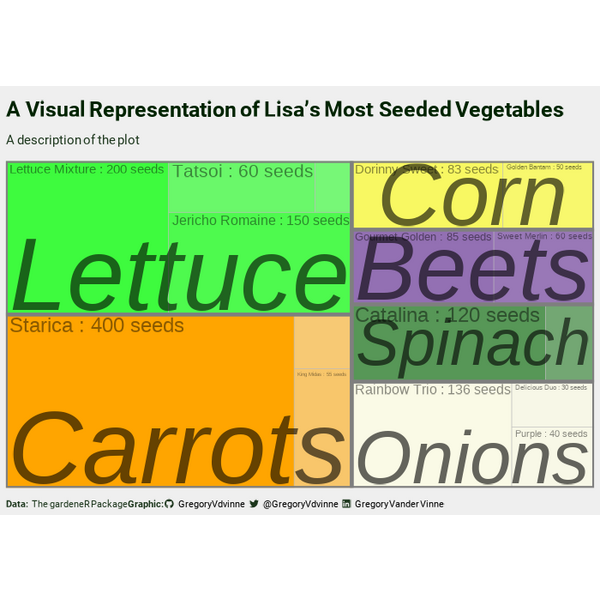 A Visual Representation of Lisa's Most Seeded Vegetables
A description of the plot
Lettuce Mixture : 200 seeds
Tatsoi : 60 seeds
Jericho Romaine : 150 seeds
Lettuce
Starica : 400 seeds
King Midas : 56 seeds
Carrots
Dorinny Sweet : 83 seeds
Golden Bantam : 50 seeds
Corn
Gourmet Golden : 85 seeds
Sweet Merlin : 60 seeds
Beets
Catalina : 120 seeds
Spinach
Rainbow Trio : 136 seeds
Delicious Duo : 30 seeds
Purple : 40 seeds
Onions
Data: The gardeneR Package Graphic: GregoryVdvinne @GregoryVdvinne GregoryVanderVinne